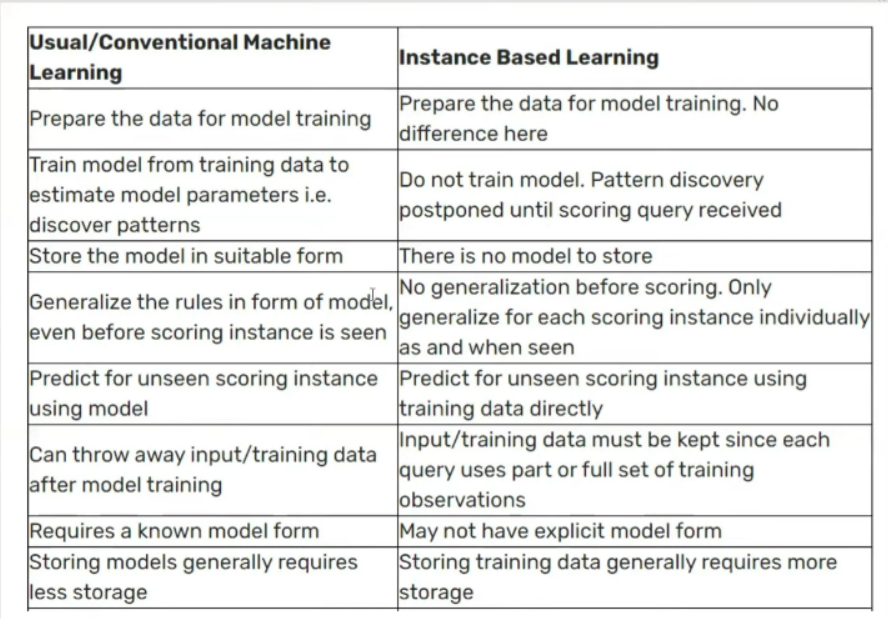 Usual/Conventional Machine
Learning
Instance Based Learning
Prepare the data for model training
Prepare the data for model training. No
difference here
Train model from training data to
estimate model parameters i.e.
discover patterns
Do not train model. Pattern discovery
postponed until scoring query received
Store the model in suitable form
There is no model to store
Generalize the rules in form of model,
even before scoring instance is seen
No generalization before scoring. Only
generalize for each scoring instance individually
as and when seen
Predict for unseen scoring instance
using model
Predict for unseen scoring instance using
training data directly
Can throw away input/training data
after model training
Input/training data must be kept since each
query uses part or full set of training
observations
Requires a known model form
May not have explicit model form
Storing models generally requires
less storage
Storing training data generally requires more
storage